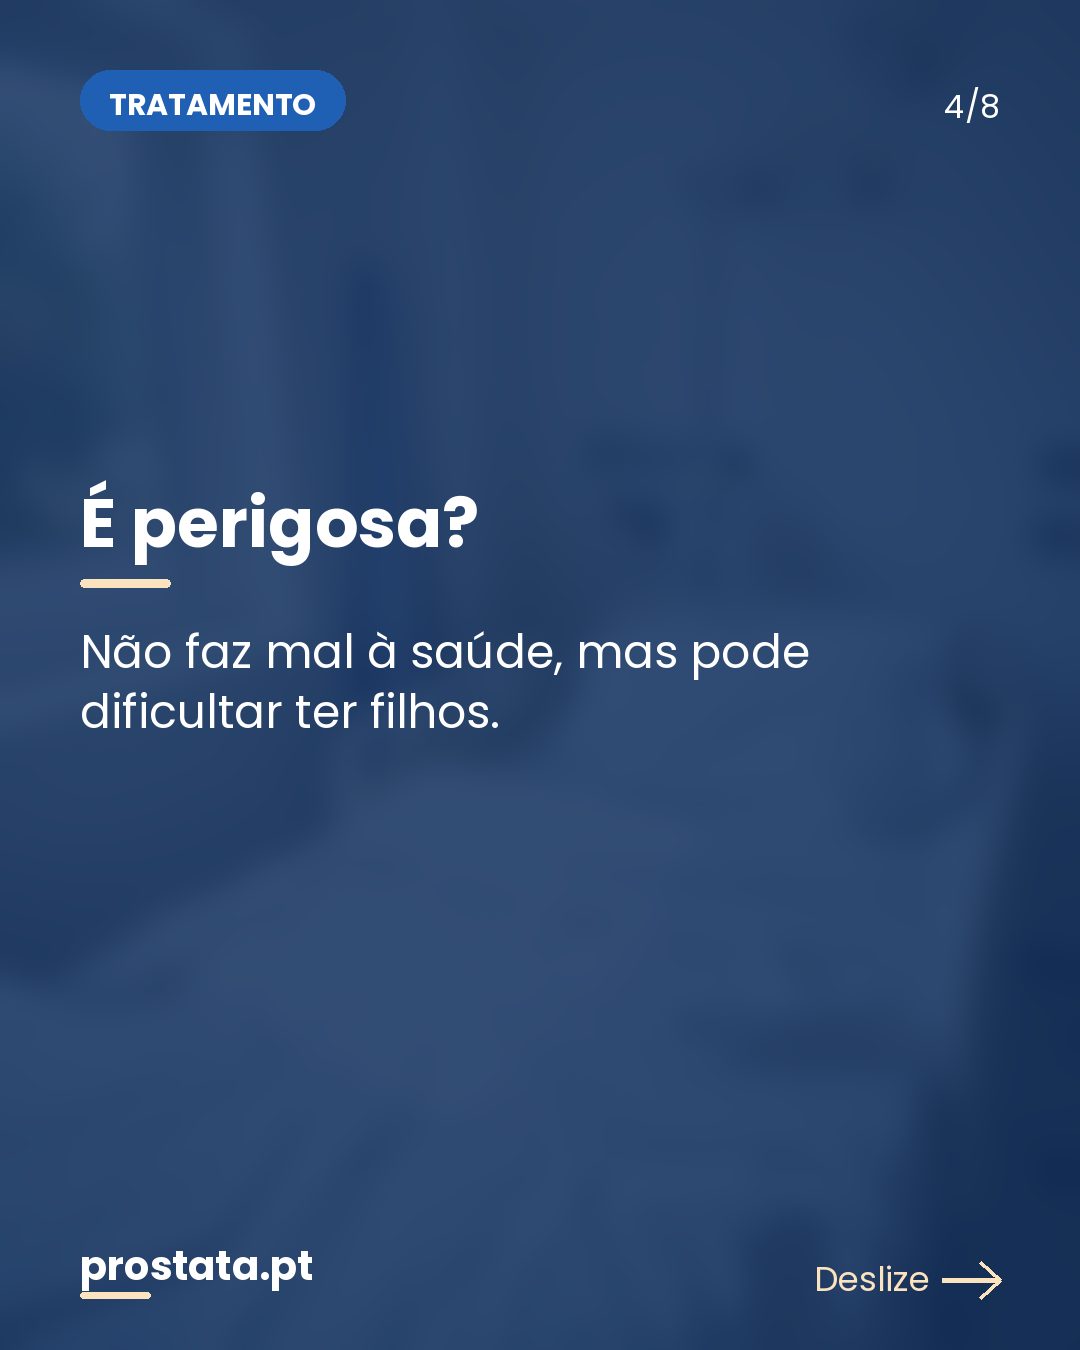 TRATAMENTO
4/8
É perigosa?
Não faz mal à saúde, mas pode
dificultar ter filhos.
prostata.pt
Deslize